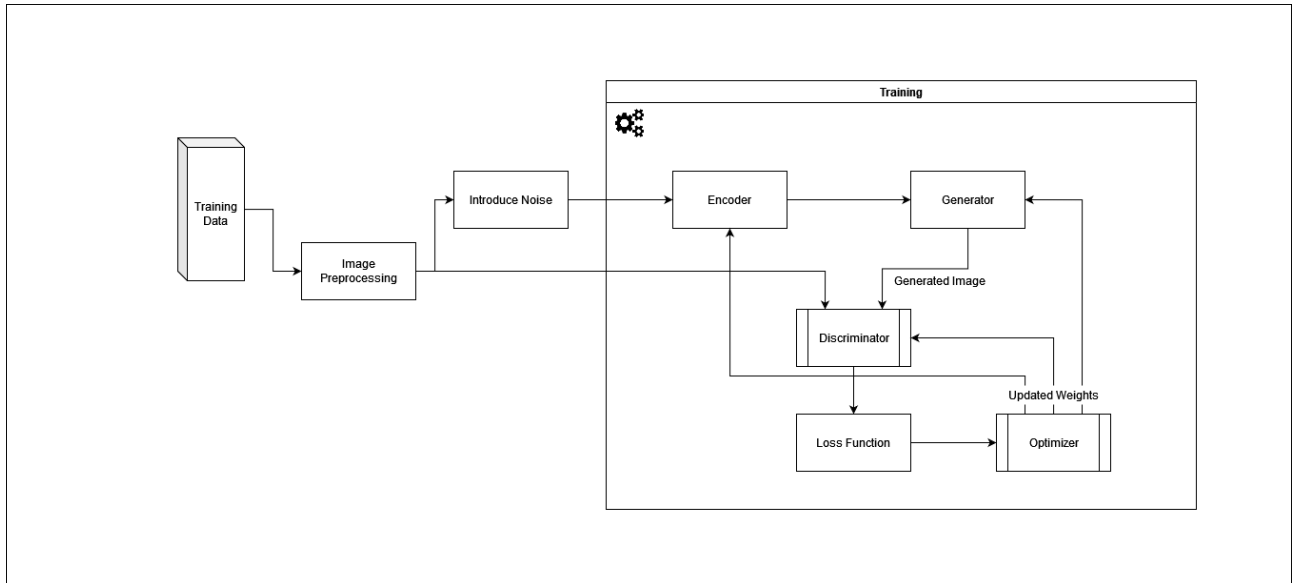 Training
Training
Data
Image
Preprocessing
Introduce Noise
Encoder
Generator
Generated Image
Discriminator
Updated Weights
Loss Function
Optimizer